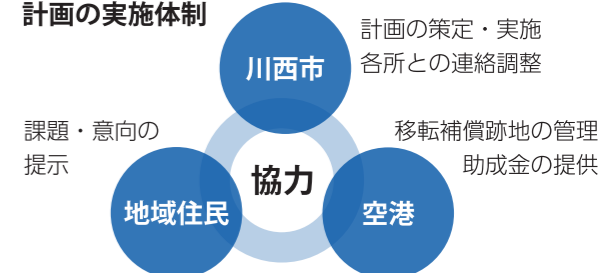 計画の実施体制
川西市
計画の策定・実施
各所との連絡調整
課題・意向の
提示
移転補償跡地の管理
助成金の提供
協力
地域住民
空港